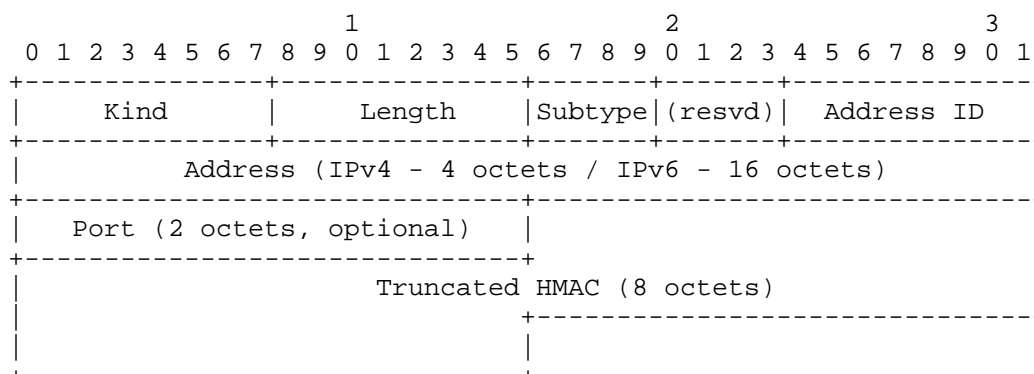 1                   2                   3
 0 1 2 3 4 5 6 7 8 9 0 1 2 3 4 5 6 7 8 9 0 1 2 3 4 5 6 7 8 9 0 1
+---------------+---------------+-------+-------+---------------
|     Kind      |     Length    |Subtype|(resvd)|  Address ID
+---------------+---------------+-------+-------+---------------
|          Address (IPv4 - 4 octets / IPv6 - 16 octets)
+-------------------------------+-------------------------------
|   Port (2 octets, optional)   |
+-------------------------------+
|                     Truncated HMAC (8 octets)
|                               +-------------------------------
|                               |